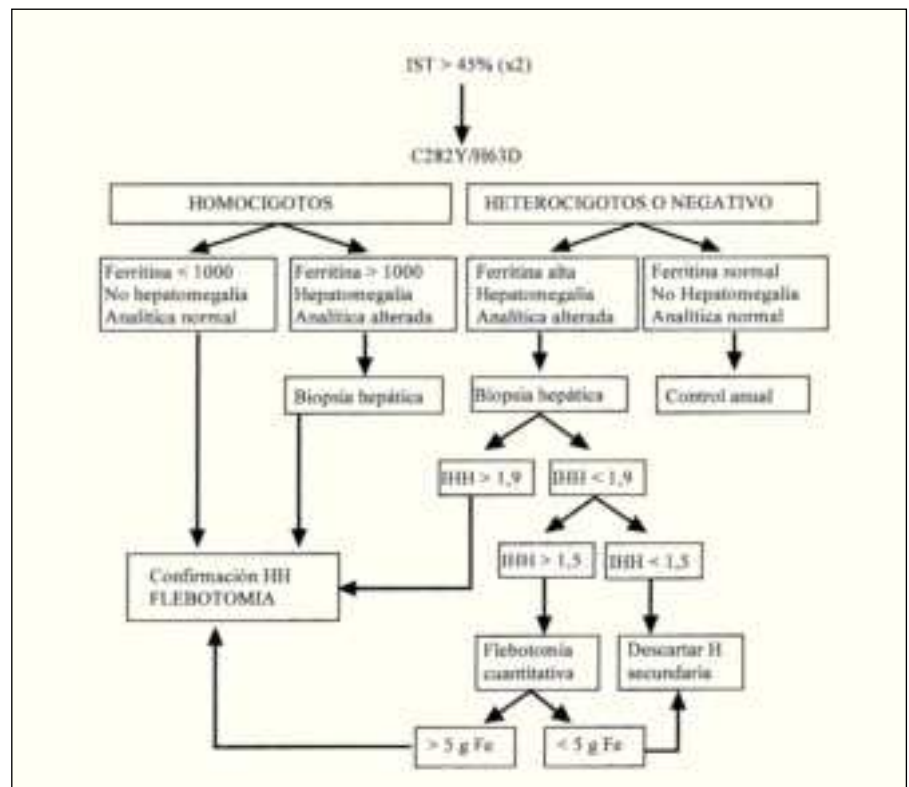 IST > 45% (x2)
C282Y/H63D
HOMOCIGOTOS
HETEROCIGOTOS O NEGATIVO
Ferritina < 1000
No hepatomegalia
Analítica normal
Ferritina > 1000
Hepatomegalia
Analítica alterada
Ferritina alta
Hepatomegalia
Analítica alterada
Ferritina normal
No Hepatomegalia
Analítica normal
Biopsia hepática
Biopsia hepática
Control anual
IHH > 1,9
IHH < 1,9
IHH > 1,5
IHH < 1,5
Confirmación HH
FLEBOTOMIA
Flebotomía
cuantitativa
Descartar H
secundaria
> 5 g Fe
< 5 g Fe